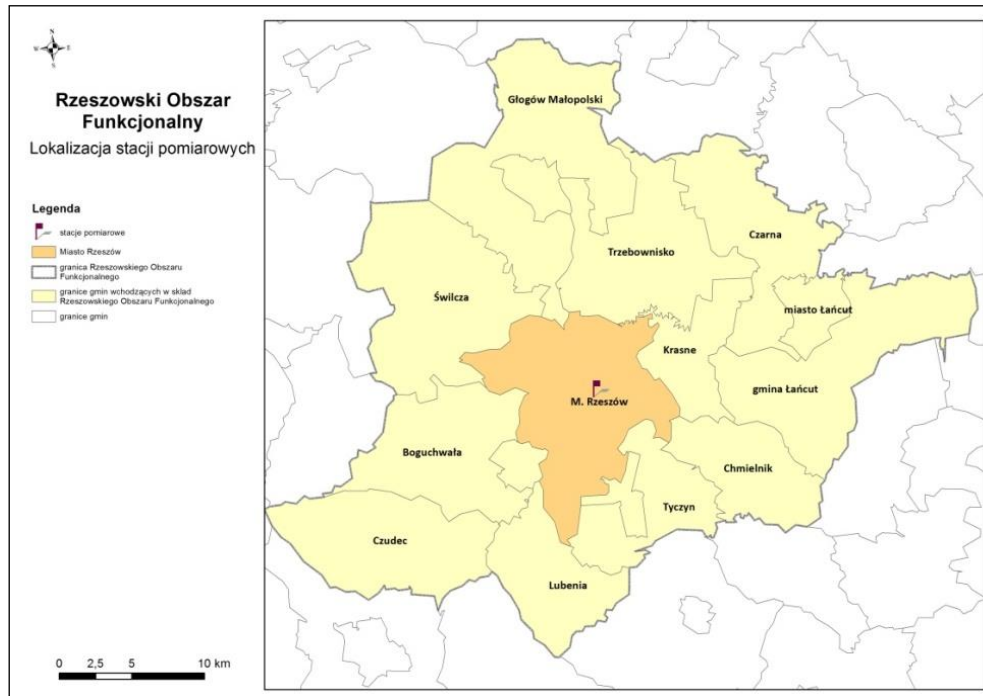 N
W E
S
Rzeszowski Obszar
Funkcjonalny
Lokalizacja stacji pomiarowych
Legenda
stacje pomiarowe
Miasto Rzeszów
granica Rzeszowskiego Obszaru
Funkcjonalnego
granice gmin wchodzących w skład
Rzeszowskiego Obszaru Funkcjonalnego
granice gmin
0 2,5 5 10 km
Głogów Małopolski
Czarna
Trzebownisko
Świlcza
miasto Łańcut
Krasne
gmina Łańcut
M. Rzeszów
Boguchwała
Chmielnik
Tyczyn
Czudec
Lubenia